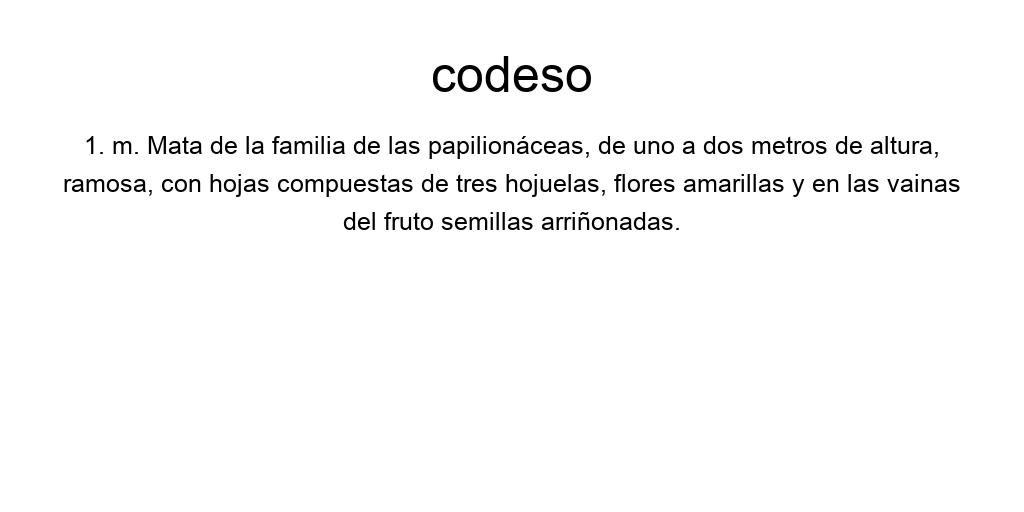 codeso
1. m. Mata de la familia de las papilionáceas, de uno a dos metros de altura,
ramosa, con hojas compuestas de tres hojuelas, flores amarillas y en las vainas
del fruto semillas arriñonadas.